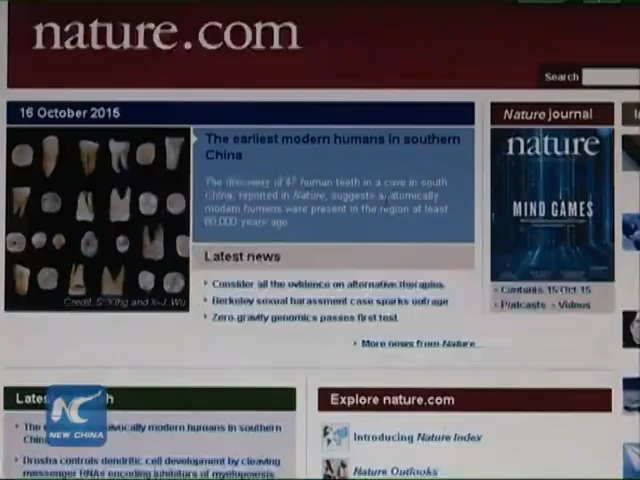 nature.com
Search
16 October 2015
The earliest modern humans in southern
China
The discovery of 47 human teeth in a cave in south
China, reported in Nature, suggests anatomically
modern humans were present in the region at least
80,000 years ago.
Credit: S. Xing and X-J. Wu
Latest news
Consider all the evidence on alternative therapies
Berkeley sexual harassment case sparks outrage
Zero-gravity genomics passes first test
More news from Nature
Nature journal
nature
MIND GAMES
Contents 15 Oct 15
Podcasts - Videos
Explore nature.com
in southern
Drosha controls dendritic cell development by cleaving
messenger RNAs encoding inhibitors of myelopoiesis
Introducing Nature Index
Nature Outlooks
NC
NEW CHINA